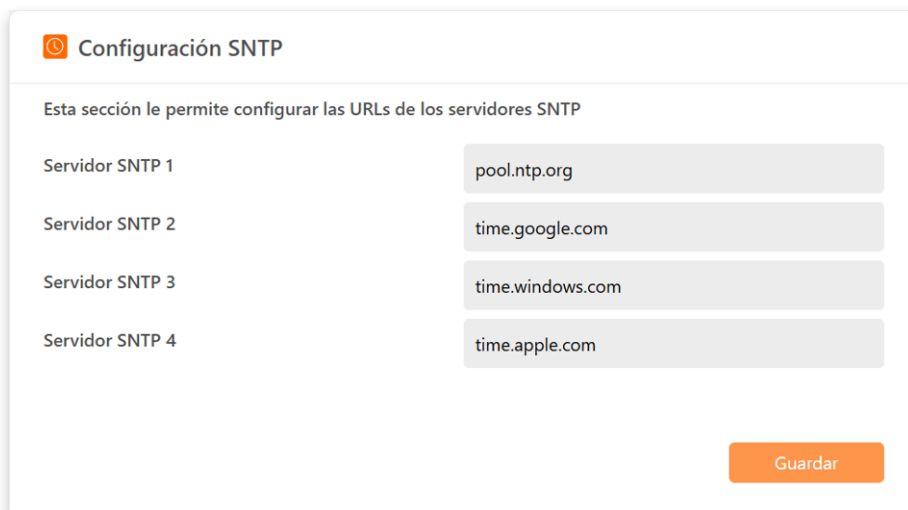 Configuración SNTP
Esta sección le permite configurar las URLs de los servidores SNTP
Servidor SNTP 1 pool.ntp.org
Servidor SNTP 2 time.google.com
Servidor SNTP 3 time.windows.com
Servidor SNTP 4 time.apple.com
Guardar